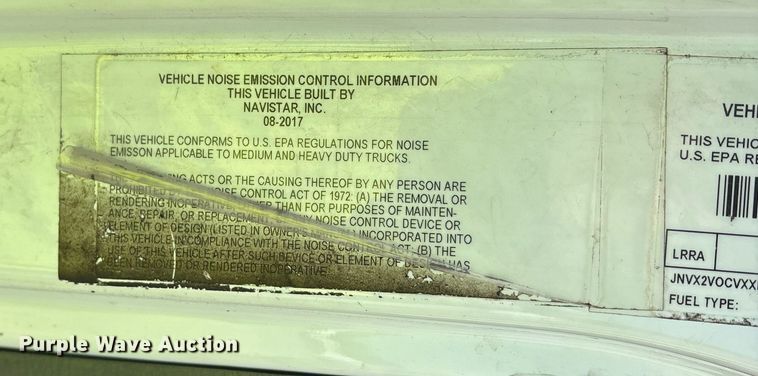 VEHICLE NOISE EMISSION CONTROL INFORMATION
THIS VEHICLE BUILT BY
NAVISTAR, INC.
08-2017
THIS VEHICLE CONFORMS TO U.S. EPA REGULATIONS FOR NOISE
EMISSON APPLICABLE TO MEDIUM AND HEAVY DUTY TRUCKS.
ACTS OR THE CAUSING THEREOF BY ANY PERSON ARE
PROHIBITED NOISE CONTROL ACT OF 1972: (A) THE REMOVAL OR
RENDERING THAN FOR PURPOSES OF MAINTEN-
ANCE, REPAIR, OR REPLACEMENT, NOISE CONTROL DEVICE OR
ELEMENT OF DESIGN (LISTED IN INCORPORATED INTO
THIS VEHICLE IN COMPLIANCE WITH THE NOISE ACT: (B) THE
USE OF THIS VEHICLE AFTER SUCH DEVICE OR ELEMENT OF DESIGN HAS
BEEN REMOVED OR RENDERED INOPERATIVE.
VEHI
THIS VEHIC
U.S. EPA RE
LRRA
JNVX2VOCVXX
FUEL TYPE:
Purple Wave Auction